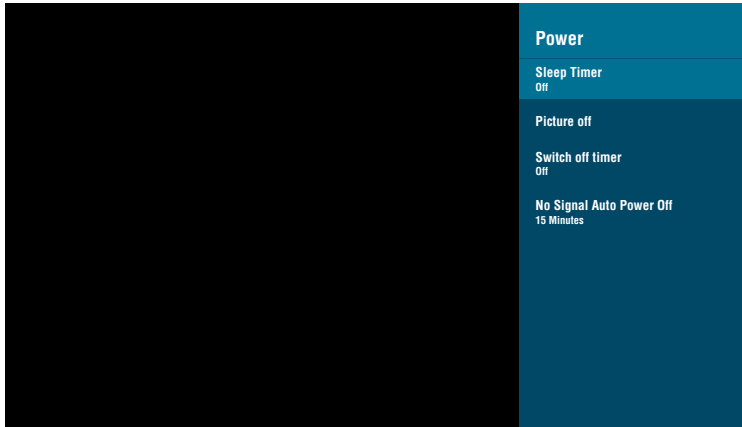 Power
Sleep Timer
Off
Picture off
Switch off timer
Off
No Signal Auto Power Off
15 Minutes